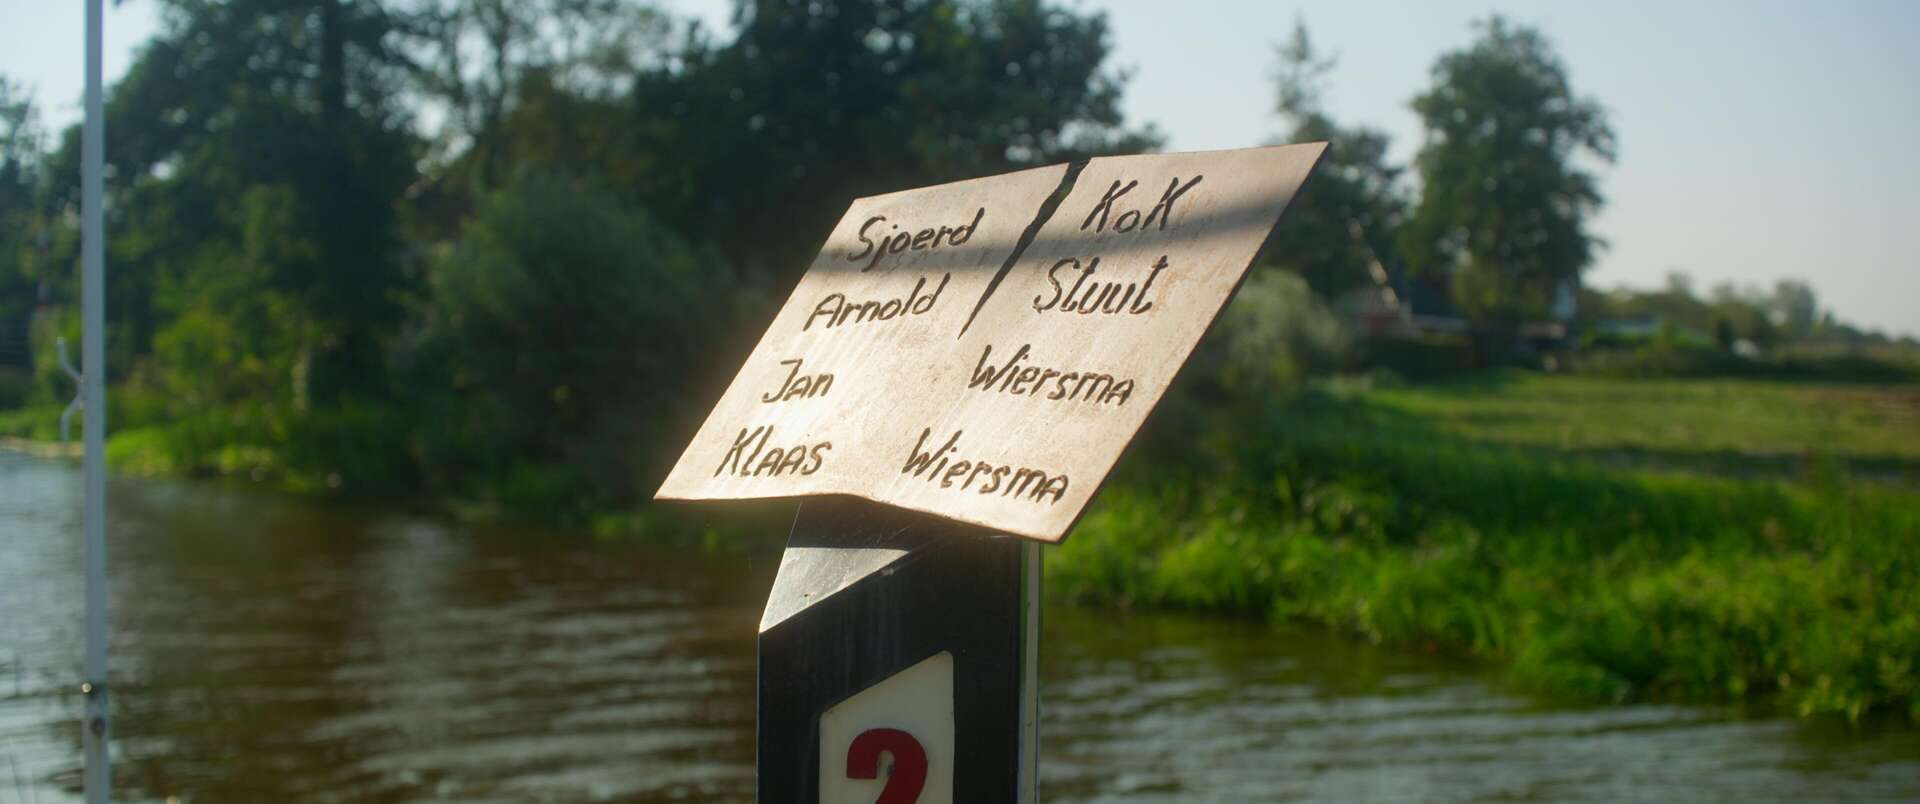 Sjoerd Kok
Arnold Stuut
Jan Wiersma
Klaas Wiersma
2